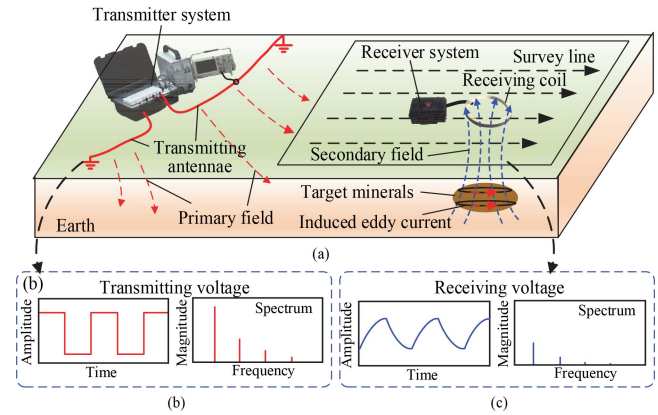 Transmitter system
Receiver system
Survey line
Receiving coil
Transmitting
antennae
Secondary field
Target minerals
Primary field
Induced eddy current
Earth
(a)
(b)
Transmitting voltage
Amplitude
Time
Magnitude
Spectrum
Frequency
(b)
Receiving voltage
Amplitude
Time
Magnitude
Spectrum
Frequency
(c)